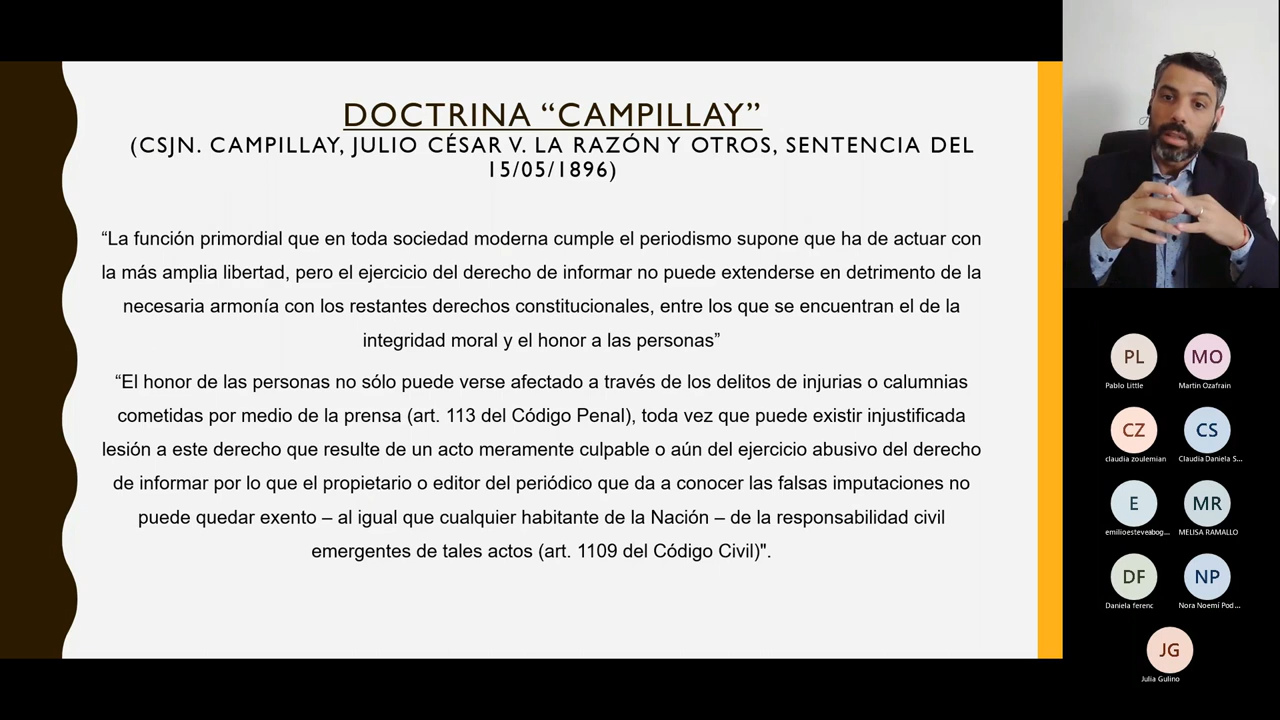 DOCTRINA “CAMPILLAY”
(CSJN. CAMPILLAY, JULIO CÉSAR V. LA RAZÓN Y OTROS, SENTENCIA DEL
15/05/1896)
“La función primordial que en toda sociedad moderna cumple el periodismo supone que ha de actuar con
la más amplia libertad, pero el ejercicio del derecho de informar no puede extenderse en detrimento de la
necesaria armonía con los restantes derechos constitucionales, entre los que se encuentran el de la
integridad moral y el honor a las personas”
“El honor de las personas no sólo puede verse afectado a través de los delitos de injurias o calumnias
cometidas por medio de la prensa (art. 113 del Código Penal), toda vez que puede existir injustificada
lesión a este derecho que resulte de un acto meramente culpable o aún del ejercicio abusivo del derecho
de informar por lo que el propietario o editor del periódico que da a conocer las falsas imputaciones no
puede quedar exento – al igual que cualquier habitante de la Nación – de la responsabilidad civil
emergentes de tales actos (art. 1109 del Código Civil)".
PL MO
Pablo Little Martin Ozafrain
CZ CS
claudia zoulemian Claudia Daniela S...
E MR
emilioesteveabog... MELISA RAMALLO
DF NP
Daniela ferenc Nora Noemí Pod...
JG
Julia Gulino